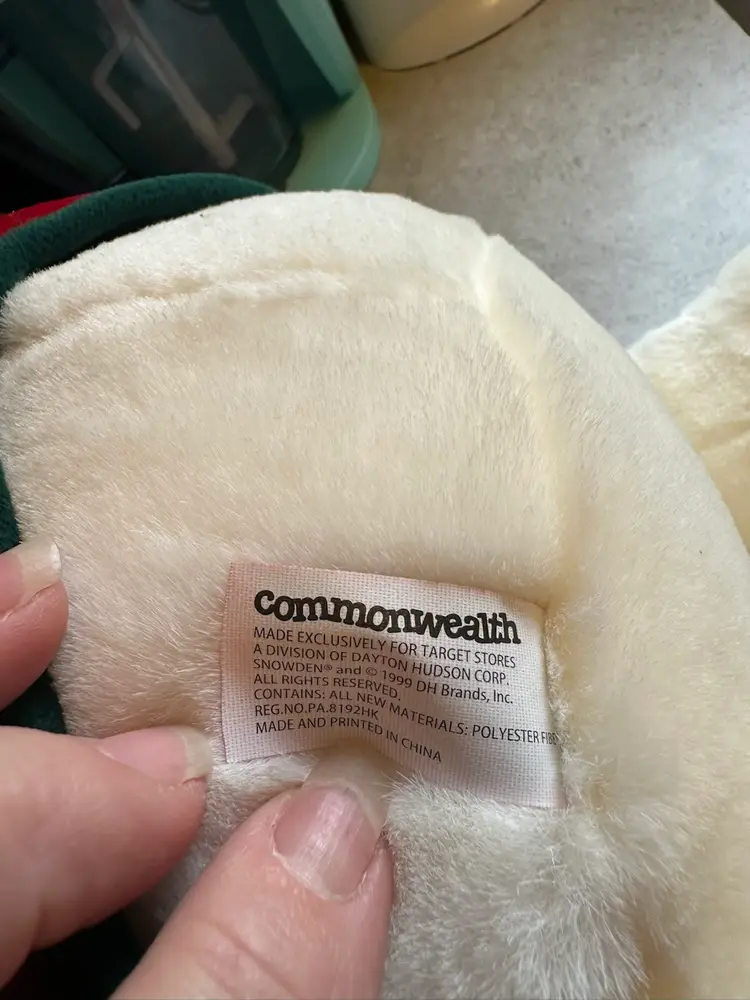 commonwealth
MADE EXCLUSIVELY FOR TARGET STORES
A DIVISION OF DAYTON HUDSON CORP.
SNOWDEN® and © 1999 DH Brands, Inc.
ALL RIGHTS RESERVED.
CONTAINS: ALL NEW MATERIALS: POLYESTER FIBE
REG.NO.PA.8192HK
MADE AND PRINTED IN CHINA